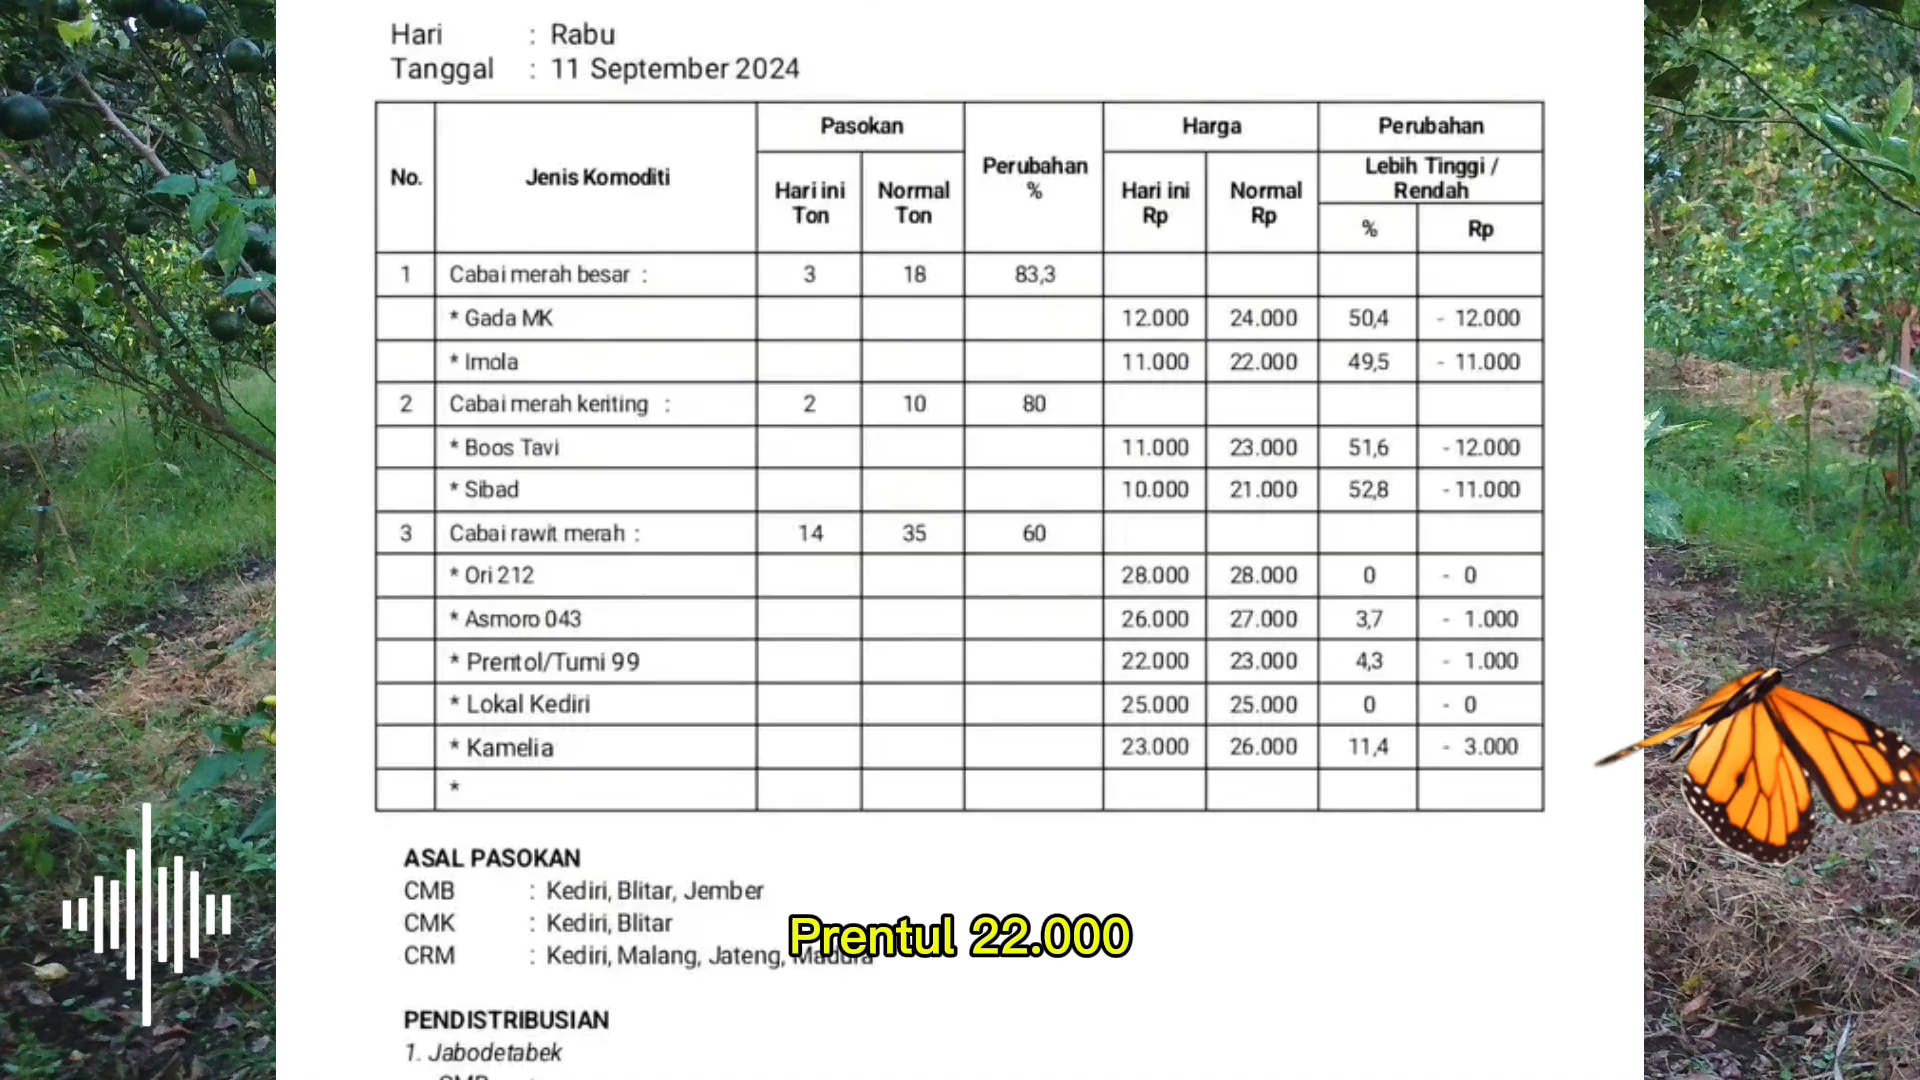 Hari : Rabu
Tanggal : 11 September 2024
No. Jenis Komoditi Pasokan Perubahan % Harga Perubahan
Hari ini Ton Normal Ton Hari ini Rp Normal Rp Lebih Tinggi / Rendah
% Rp
1 Cabai merah besar : 3 18 83,3
* Gada MK 12.000 24.000 50,4 - 12.000
* Imola 11.000 22.000 49,5 - 11.000
2 Cabai merah keriting : 2 10 80
* Boos Tavi 11.000 23.000 51,6 - 12.000
* Sibad 10.000 21.000 52,8 - 11.000
3 Cabai rawit merah : 14 35 60
* Ori 212 28.000 28.000 0 - 0
* Asmoro 043 26.000 27.000 3,7 - 1.000
* Prentol/Tumi 99 22.000 23.000 4,3 - 1.000
* Lokal Kediri 25.000 25.000 0 - 0
* Kamelia 23.000 26.000 11,4 - 3.000
*
ASAL PASOKAN
CMB : Kediri, Blitar, Jember
CMK : Kediri, Blitar
Prentul 22.000
CRM : Kediri, Malang, Jateng, Madura
PENDISTRIBUSIAN
1. Jabodetabek